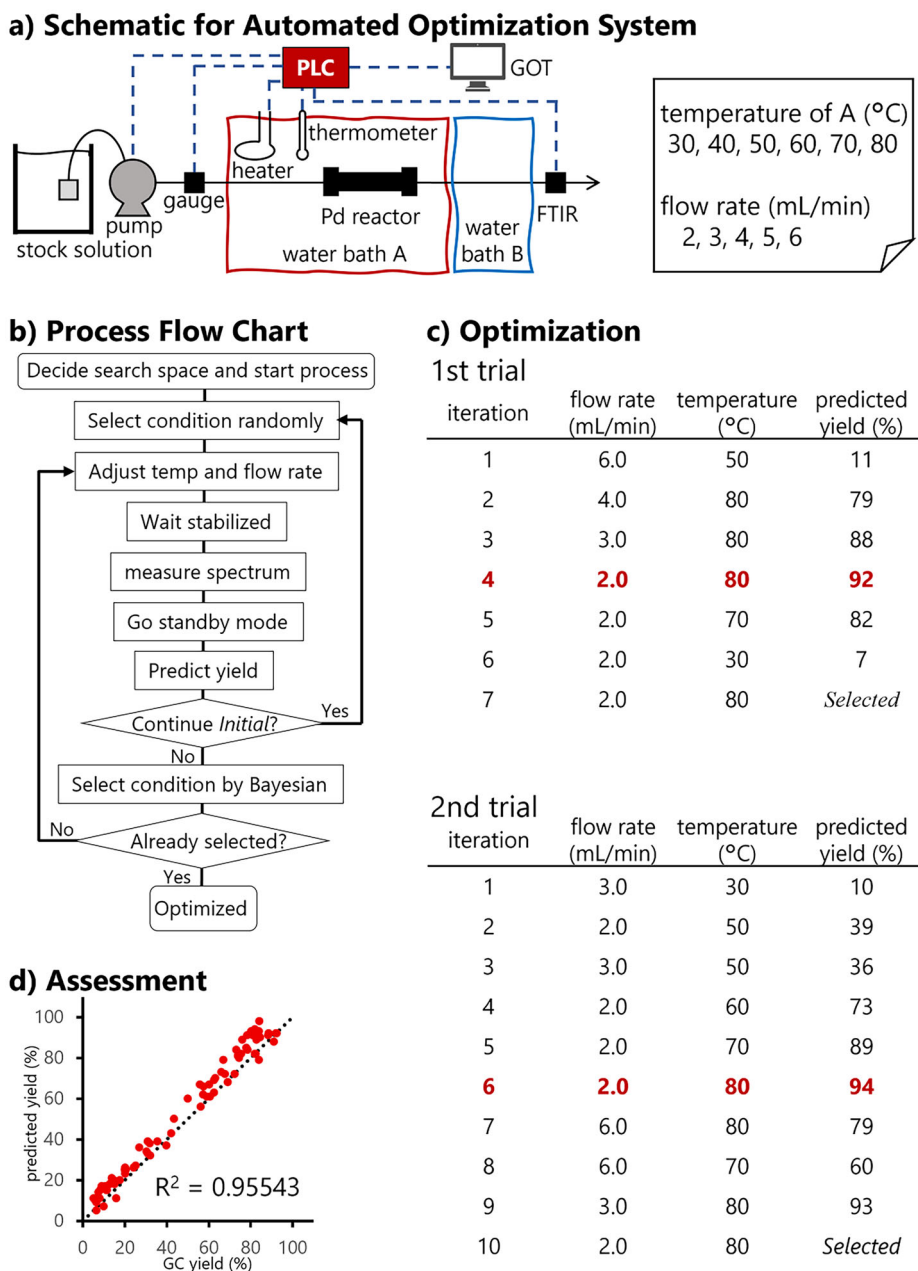 a) Schematic for Automated Optimization System
PLC
GOT
thermometer
heater
gauge
pump
stock solution
Pd reactor
water bath A
water
bath B
FTIR
temperature of A (°C)
30, 40, 50, 60, 70, 80
flow rate (mL/min)
2, 3, 4, 5, 6
b) Process Flow Chart
Decide search space and start process
Select condition randomly
Adjust temp and flow rate
Wait stabilized
measure spectrum
Go standby mode
Predict yield
Continue Initial?
Yes
No
Select condition by Bayesian
No
Already selected?
Yes
Optimized
c) Optimization
1st trial
iteration flow rate (mL/min) temperature (°C) predicted yield (%)
1 6.0 50 11
2 4.0 80 79
3 3.0 80 88
4 2.0 80 92
5 2.0 70 82
6 2.0 30 7
7 2.0 80 Selected
2nd trial
iteration flow rate (mL/min) temperature (°C) predicted yield (%)
1 3.0 30 10
2 2.0 50 39
3 3.0 50 36
4 2.0 60 73
5 2.0 70 89
6 2.0 80 94
7 6.0 80 79
8 6.0 70 60
9 3.0 80 93
10 2.0 80 Selected
d) Assessment
predicted yield (%)
100
80
60
40
20
0
R² = 0.95543
0 20 40 60 80 100
GC yield (%)